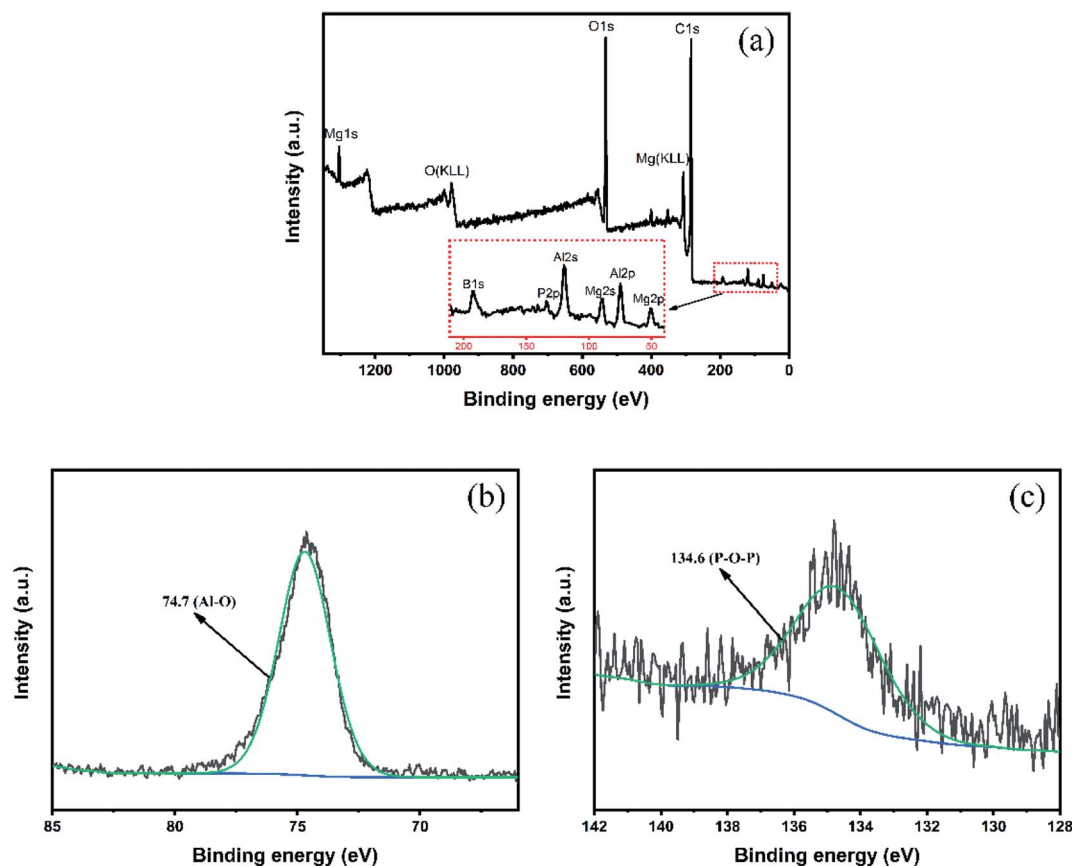 (a)
O1s
C1s
Mg1s
O(KLL)
Mg(KLL)
B1s
P2p
Al2s
Mg2s
Al2p
Mg2p
200
150
100
50
1200
1000
800
600
400
200
0
Intensity (a.u.)
Binding energy (eV)
(b)
74.7 (Al-O)
85
80
75
70
Intensity (a.u.)
Binding energy (eV)
(c)
134.6 (P-O-P)
142
140
138
136
134
132
130
128
Intensity (a.u.)
Binding energy (eV)